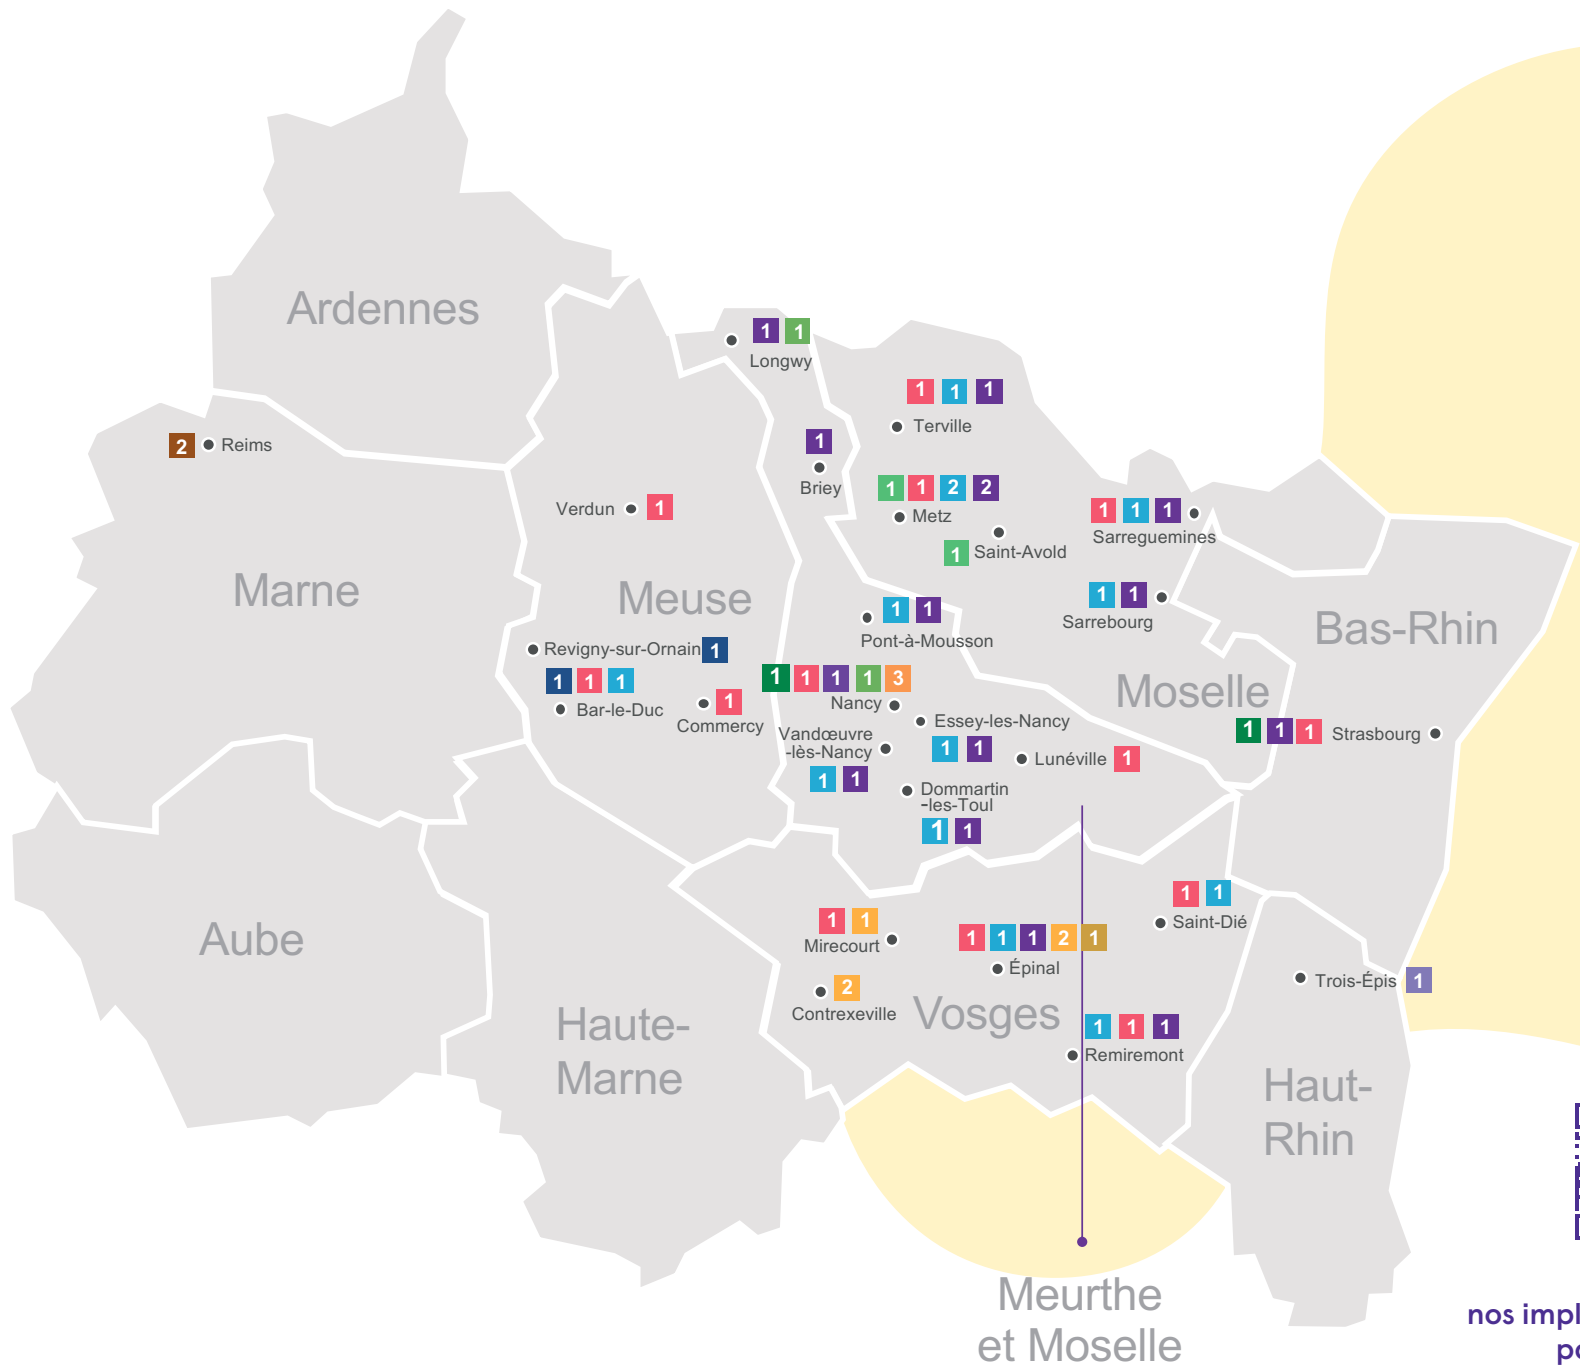 Ardennes
1 1
Longwy
1 1 1
Terville
2 Reims
1
Briey
1 1 2 2
Metz
Verdun 1
1 1 1
Sarreguemines
1 Saint-Avold
Marne
Meuse
1 1
Sarrebourg
1 1
Pont-à-Mousson
Bas-Rhin
Revigny-sur-Ornain 1
1 1 1
Bar-le-Duc
1
Commercy
1 1 1 1 3
Nancy
Moselle
Essey-les-Nancy
1 1
Vandœuvre
-lès-Nancy
1 1
1 1 1 Strasbourg
Lunéville 1
Dommartin
-les-Toul
1 1
Aube
1 1
Saint-Dié
1 1
Mirecourt
1 1 1 2 1
Épinal
2
Contrexeville
Vosges
Trois-Épis 1
1 1 1
Remiremont
Haute-
Marne
Haut-
Rhin
Meurthe
et Moselle
nos impl